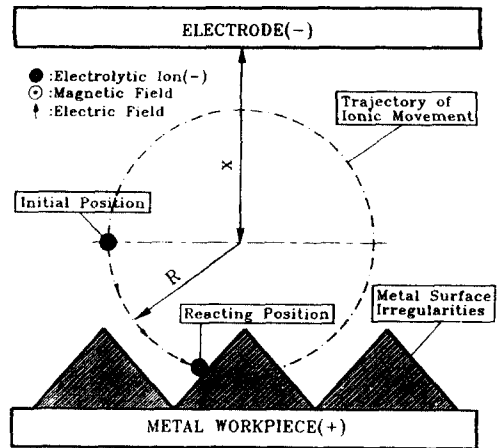 ELECTRODE(-)
:Electrolytic Ion(-)
:Magnetic Field
:Electric Field
Trajectory of
Ionic Movement
X
Initial Position
R
Metal Surface
Irregularities
Reacting Position
METAL WORKPIECE(+)